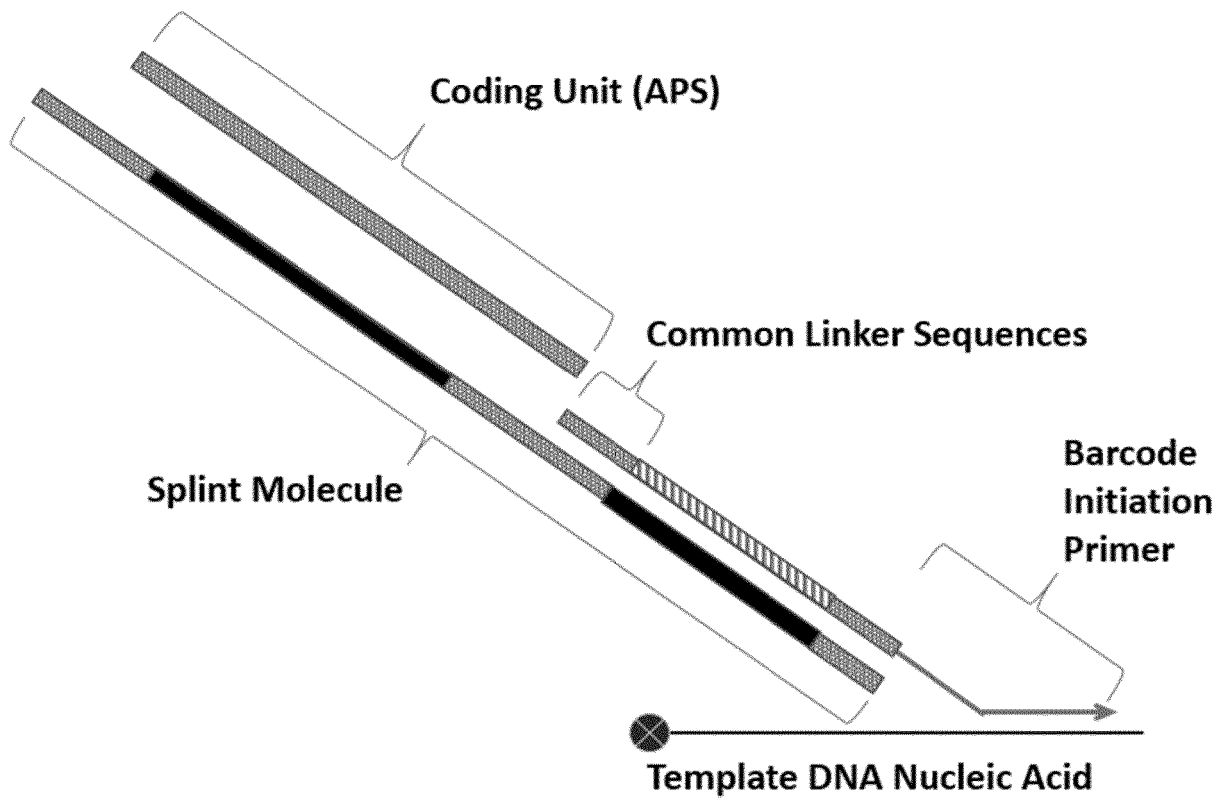 Coding Unit (APS)
Common Linker Sequences
Barcode
Initiation
Primer
Splint Molecule
Template DNA Nucleic Acid